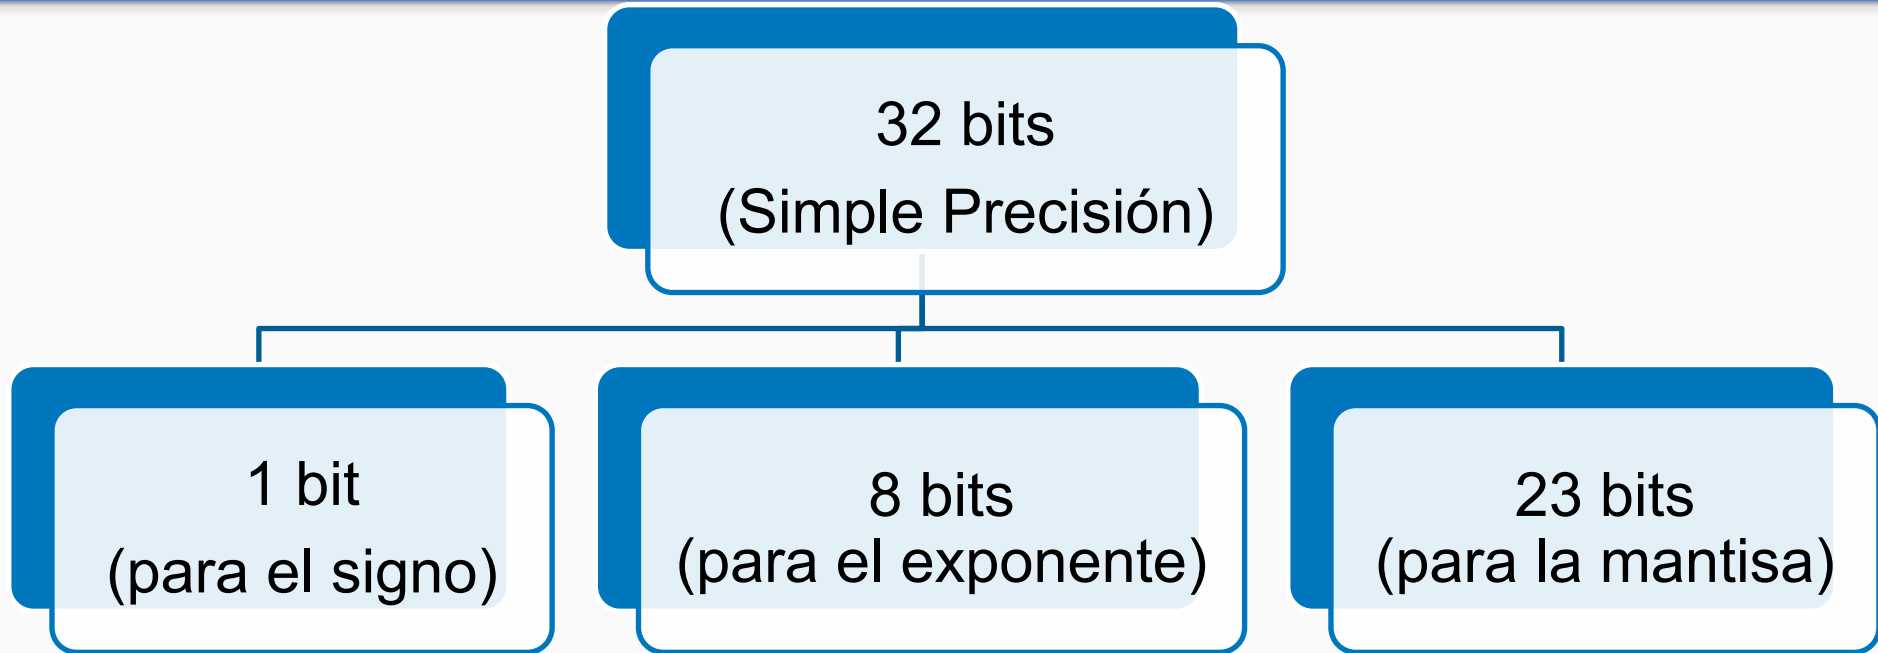 32 bits
(Simple Precisión)
1 bit
(para el signo)
8 bits
(para el exponente)
23 bits
(para la mantisa)